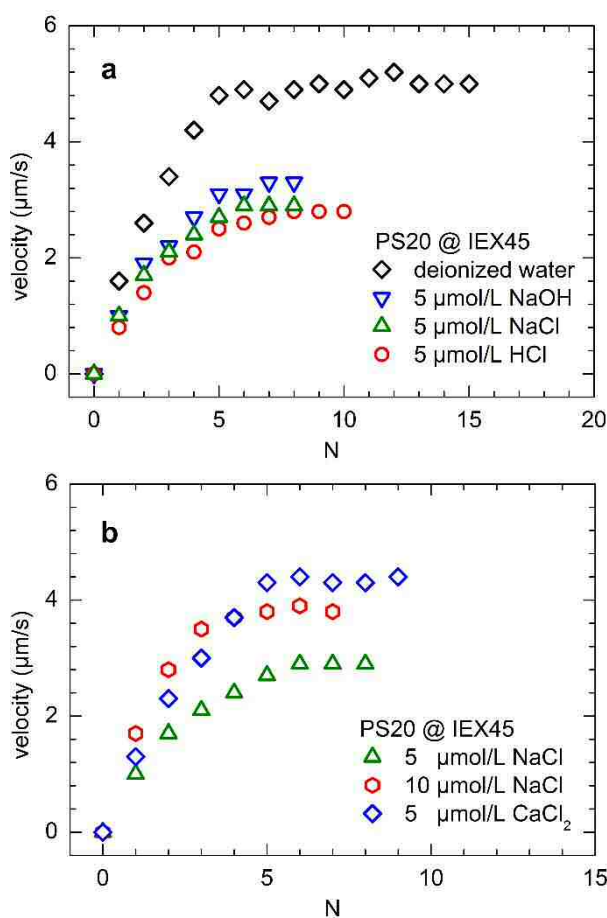 6
a
4
velocity (µm/s)
2
PS20 @ IEX45
deionized water
5 µmol/L NaOH
5 µmol/L NaCl
5 µmol/L HCl
0
0 5 10 15 20
N
6
b
4
velocity (µm/s)
2
PS20 @ IEX45
5 µmol/L NaCl
10 µmol/L NaCl
5 µmol/L CaCl₂
0
0 5 10 15
N